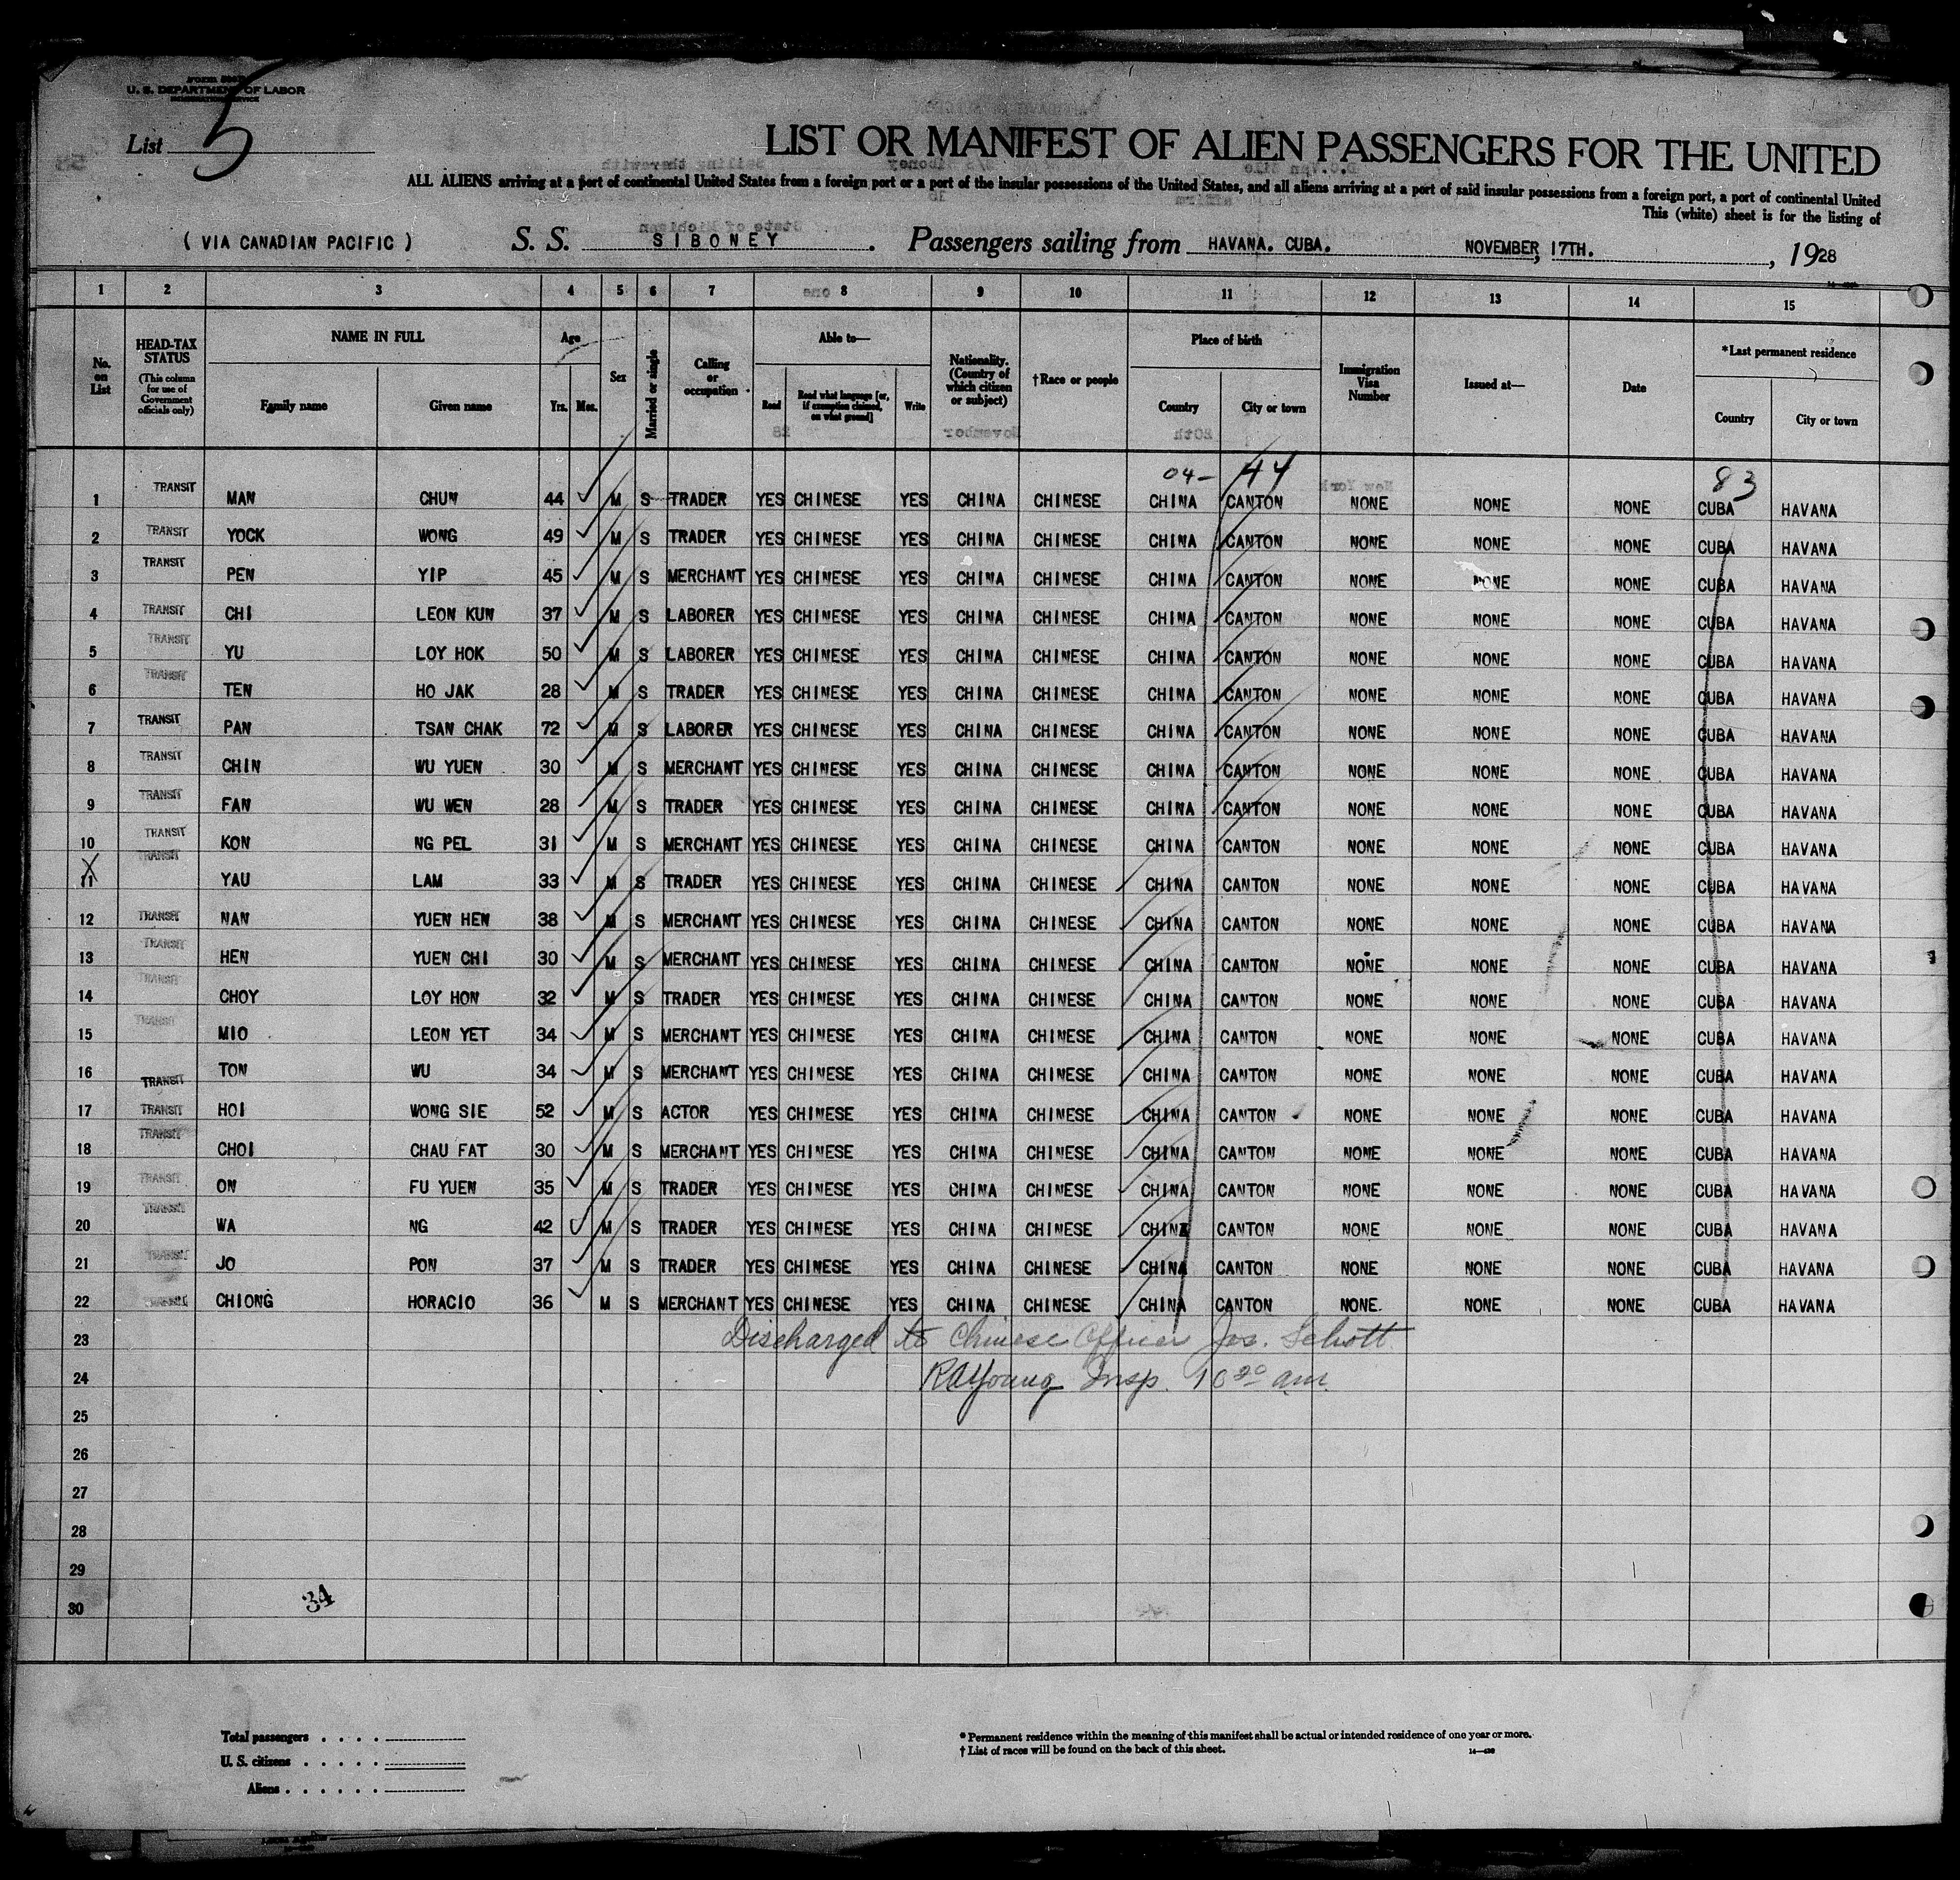 U. S. DEPARTMENT OF LABOR
List 5
LIST OR MANIFEST OF ALIEN PASSENGERS FOR THE UNITED
ALL ALIENS arriving at a port of continental United States from a foreign port or a port of the insular possessions of the United States, and all aliens arriving at a port of said insular possessions from a foreign port, a port of continental United
This (white) sheet is for the listing of
( VIA CANADIAN PACIFIC ) S. S. SIBONEY . Passengers sailing from HAVANA. CUBA. NOVEMBER, 17TH. , 1928
1 2 3 4 5 6 7 8 9 10 11 12 13 14 15
No. on List
HEAD-TAX STATUS (This column for use of Government officials only)
NAME IN FULL Family name Given name
Age Yrs. Mos.
Sex
Married or single
Calling or occupation
Able to— Read Read what language [or, if exemption claimed, on what ground] Write
Nationality. (Country of which citizen or subject)
†Race or people
Place of birth Country City or town
Immigration Visa Number
Issued at—
Date
*Last permanent residence Country City or town
04- 44 83
1 TRANSIT MAN CHUN 44 M S TRADER YES CHINESE YES CHINA CHINESE CHINA CANTON NONE NONE NONE CUBA HAVANA
2 TRANSIT YOCK WONG 49 M S TRADER YES CHINESE YES CHINA CHINESE CHINA CANTON NONE NONE NONE CUBA HAVANA
3 TRANSIT PEN YIP 45 M S MERCHANT YES CHINESE YES CHINA CHINESE CHINA CANTON NONE NONE NONE CUBA HAVANA
4 TRANSIT CHI LEON KUN 37 M S LABORER YES CHINESE YES CHINA CHINESE CHINA CANTON NONE NONE NONE CUBA HAVANA
5 TRANSIT YU LOY HOK 50 M S LABORER YES CHINESE YES CHINA CHINESE CHINA CANTON NONE NONE NONE CUBA HAVANA
6 TRANSIT TEN HO JAK 28 M S TRADER YES CHINESE YES CHINA CHINESE CHINA CANTON NONE NONE NONE CUBA HAVANA
7 TRANSIT PAN TSAN CHAK 72 M S LABORER YES CHINESE YES CHINA CHINESE CHINA CANTON NONE NONE NONE CUBA HAVANA
8 TRANSIT CHIN WU YUEN 30 M S MERCHANT YES CHINESE YES CHINA CHINESE CHINA CANTON NONE NONE NONE CUBA HAVANA
9 TRANSIT FAN WU WEN 28 M S TRADER YES CHINESE YES CHINA CHINESE CHINA CANTON NONE NONE NONE CUBA HAVANA
10 TRANSIT KON NG PEL 31 M S MERCHANT YES CHINESE YES CHINA CHINESE CHINA CANTON NONE NONE NONE CUBA HAVANA
11 TRANSIT YAU LAM 33 M S TRADER YES CHINESE YES CHINA CHINESE CHINA CANTON NONE NONE NONE CUBA HAVANA
12 TRANSIT NAN YUEN HEN 38 M S MERCHANT YES CHINESE YES CHINA CHINESE CHINA CANTON NONE NONE NONE CUBA HAVANA
13 TRANSIT HEN YUEN CHI 30 M S MERCHANT YES CHINESE YES CHINA CHINESE CHINA CANTON NONE NONE NONE CUBA HAVANA
14 TRANSIT CHOY LOY HON 32 M S TRADER YES CHINESE YES CHINA CHINESE CHINA CANTON NONE NONE NONE CUBA HAVANA
15 TRANSIT MIO LEON YET 34 M S MERCHANT YES CHINESE YES CHINA CHINESE CHINA CANTON NONE NONE NONE CUBA HAVANA
16 TRANSIT TON WU 34 M S MERCHANT YES CHINESE YES CHINA CHINESE CHINA CANTON NONE NONE NONE CUBA HAVANA
17 TRANSIT HOI WONG SIE 52 M S ACTOR YES CHINESE YES CHINA CHINESE CHINA CANTON NONE NONE NONE CUBA HAVANA
18 TRANSIT CHOI CHAU FAT 30 M S MERCHANT YES CHINESE YES CHINA CHINESE CHINA CANTON NONE NONE NONE CUBA HAVANA
19 TRANSIT ON FU YUEN 35 M S TRADER YES CHINESE YES CHINA CHINESE CHINA CANTON NONE NONE NONE CUBA HAVANA
20 TRANSIT WA NG 42 M S TRADER YES CHINESE YES CHINA CHINESE CHINA CANTON NONE NONE NONE CUBA HAVANA
21 TRANSIT JO PON 37 M S TRADER YES CHINESE YES CHINA CHINESE CHINA CANTON NONE NONE NONE CUBA HAVANA
22 TRANSIT CHIONG HORACIO 36 M S MERCHANT YES CHINESE YES CHINA CHINESE CHINA CANTON NONE. NONE NONE CUBA HAVANA
23 Discharged to Chinese Officer Jos. Schott
24 RAYoung Insp. 10 20 am.
25
26
27
28
29
30
34
Total passengers . . . .
U. S. citizens . . . . .
Aliens . . . . . .
* Permanent residence within the meaning of this manifest shall be actual or intended residence of one year or more.
† List of races will be found on the back of this sheet.